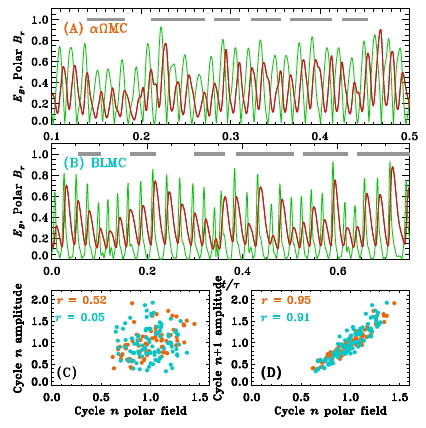 (A) αΩMC
E_B, Polar B_r
1.0
0.8
0.6
0.4
0.2
0.0
0.1 0.2 0.3 0.4 0.5
(B) BLMC
E_B, Polar B_r
1.0
0.8
0.6
0.4
0.2
0.0
0.0 0.2 0.4 0.6
t/τ
Cycle n amplitude
2.0
1.5
1.0
0.5
0.0
r = 0.52
r = 0.05
(C)
0.0 0.5 1.0 1.5
Cycle n polar field
Cycle n+1 amplitude
2.0
1.5
1.0
0.5
0.0
r = 0.95
r = 0.91
(D)
0.0 0.5 1.0 1.5
Cycle n polar field